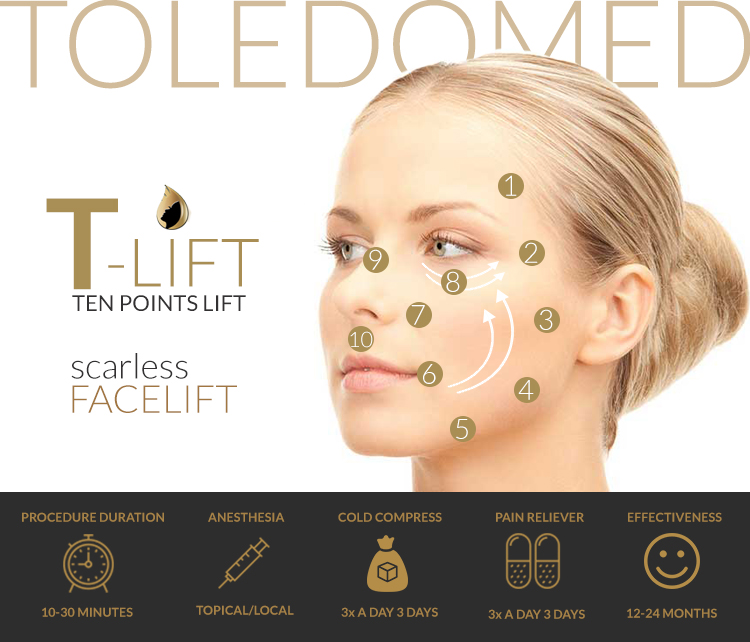 TOLEDOMED
T-LIFT
TEN POINTS LIFT
scarless
FACELIFT
1
2
3
4
5
6
7
8
9
10
PROCEDURE DURATION
10-30 MINUTES
ANESTHESIA
TOPICAL/LOCAL
COLD COMPRESS
3x A DAY 3 DAYS
PAIN RELIEVER
3x A DAY 3 DAYS
EFFECTIVENESS
12-24 MONTHS